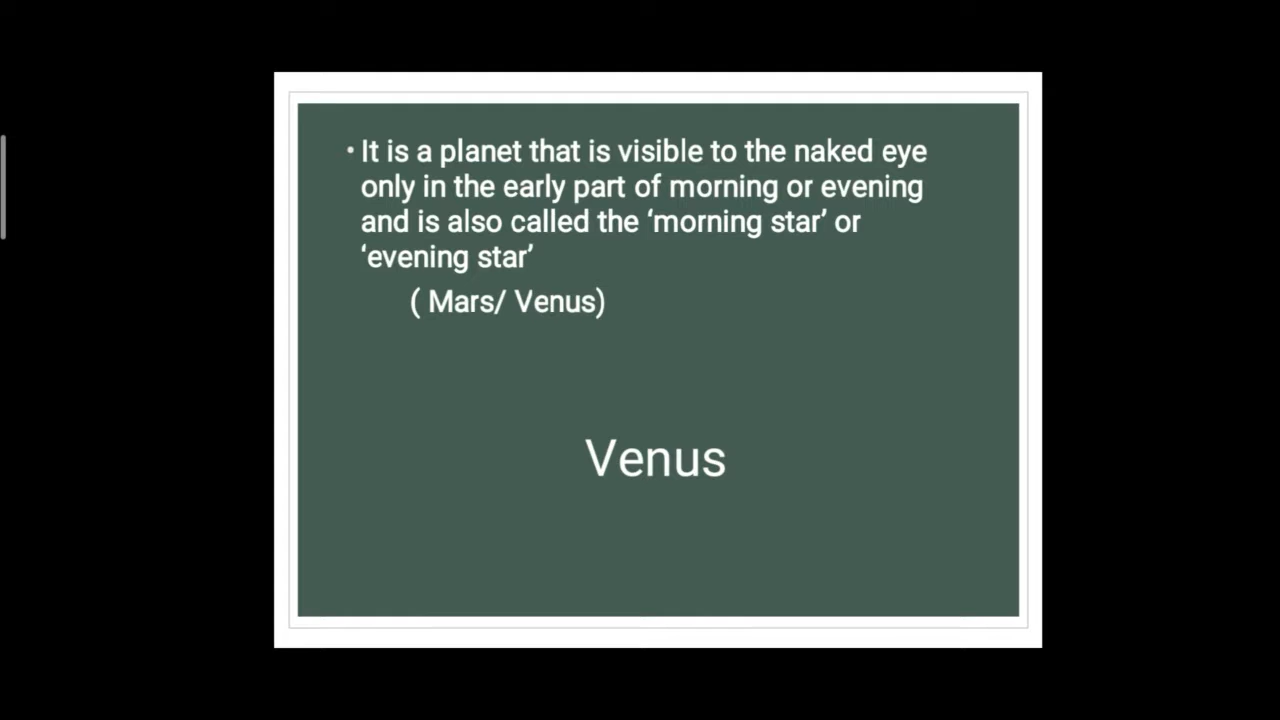 • It is a planet that is visible to the naked eye
only in the early part of morning or evening
and is also called the ‘morning star’ or
‘evening star’
( Mars/ Venus)
Venus